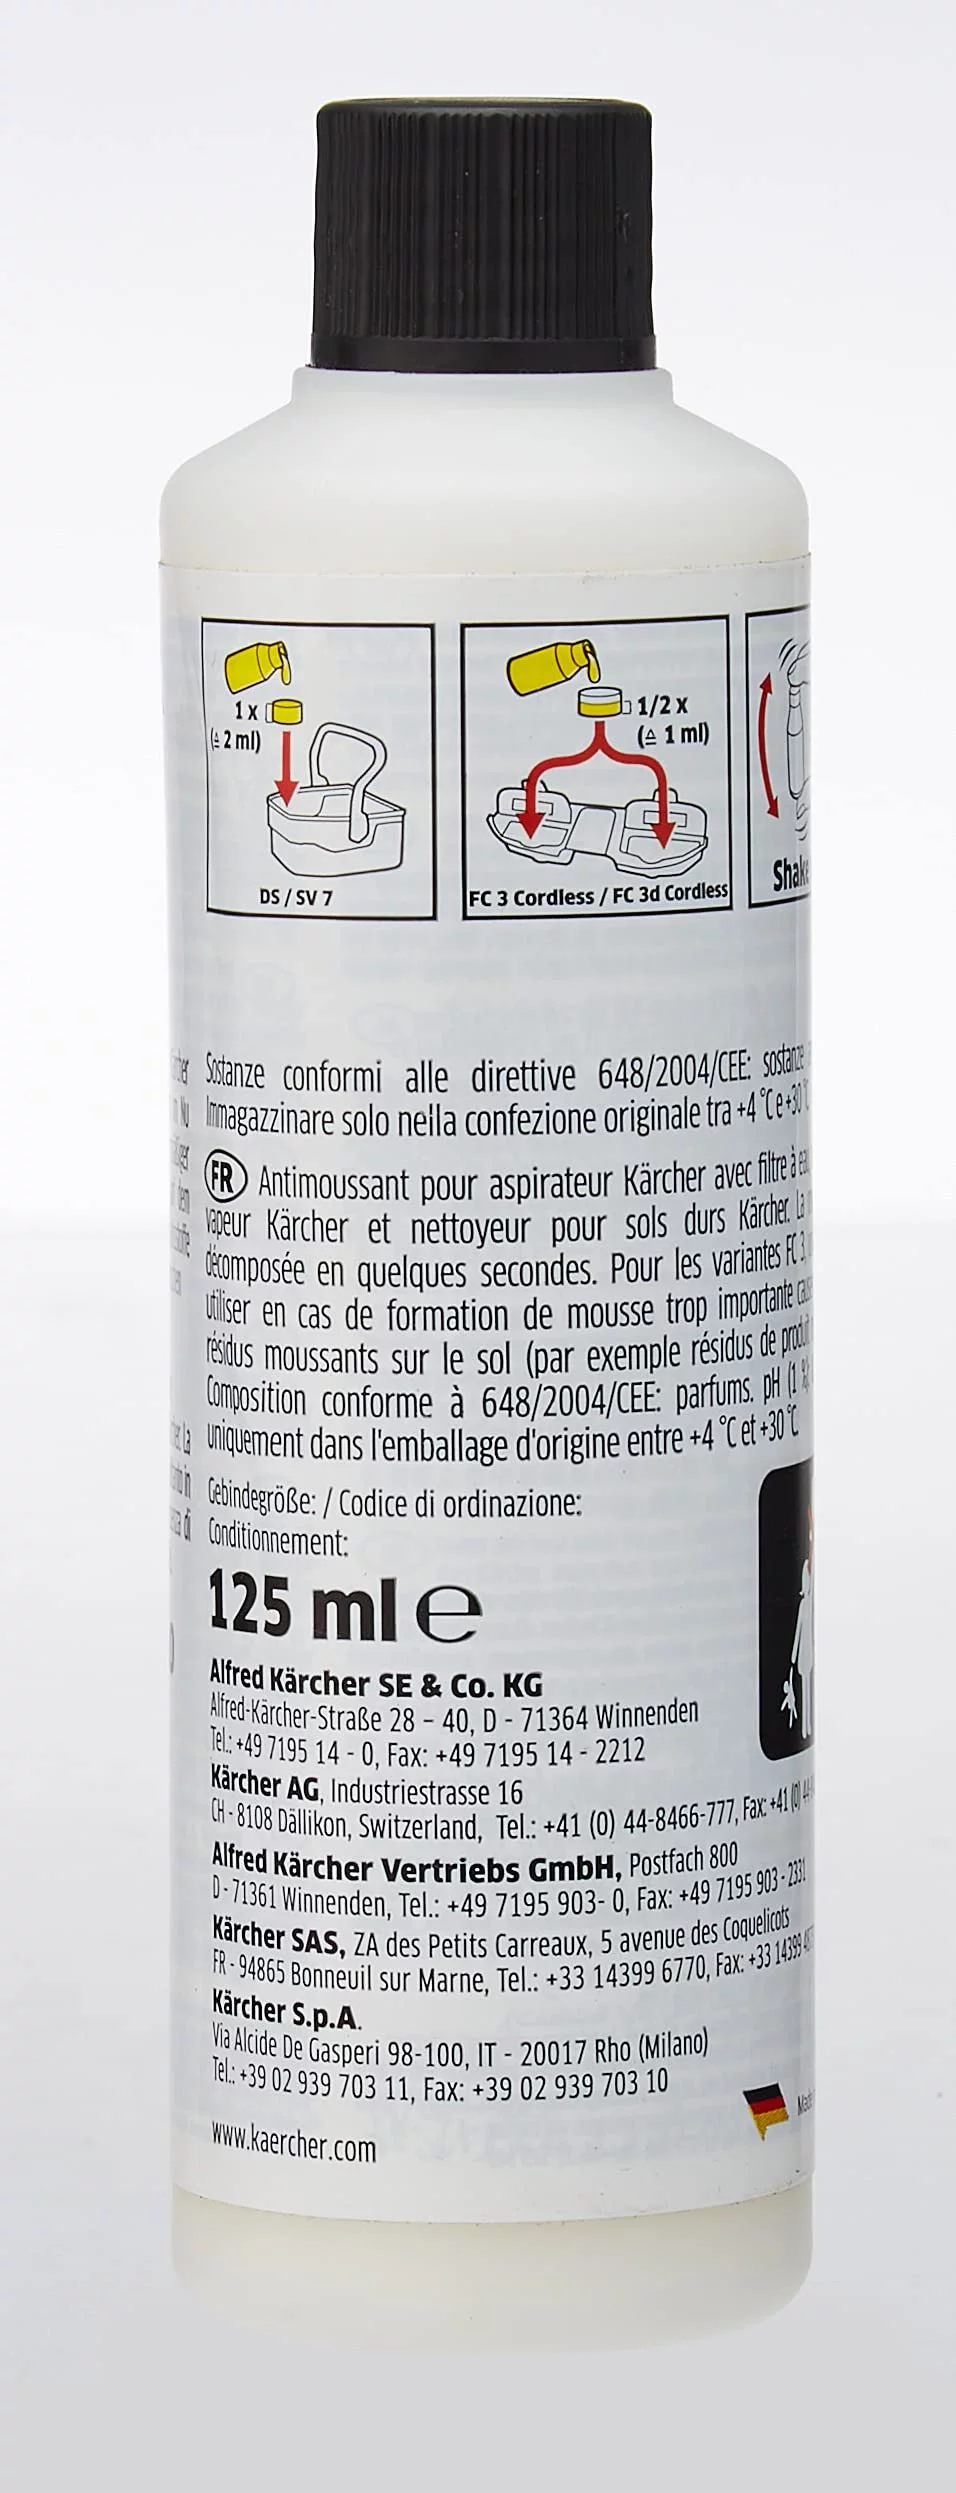 1 x
(≙ 2 ml)
DS / SV 7
1/2 x
(≙ 1 ml)
FC 3 Cordless / FC 3d Cordless
Shake
Sostanze conformi alle direttive 648/2004/CEE: sostanze
Immagazzinare solo nella confezione originale tra +4 °C e +30 °C
FR Antimoussant pour aspirateur Kärcher avec filtre à eau
vapeur Kärcher et nettoyeur pour sols durs Kärcher. La
décomposée en quelques secondes. Pour les variantes FC 3,
utiliser en cas de formation de mousse trop importante
résidus moussants sur le sol (par exemple résidus de produit
Composition conforme à 648/2004/CEE: parfums. pH (1 %):
uniquement dans l'emballage d'origine entre +4 °C et +30 °C
Gebindegröße: / Codice di ordinazione:
Conditionnement:
125 ml e
Alfred Kärcher SE & Co. KG
Alfred-Kärcher-Straße 28 – 40, D - 71364 Winnenden
Tel.: +49 7195 14 - 0, Fax: +49 7195 14 - 2212
Kärcher AG, Industriestrasse 16
CH - 8108 Dällikon, Switzerland, Tel.: +41 (0) 44-8466-777, Fax: +41 (0)
Alfred Kärcher Vertriebs GmbH, Postfach 800
D - 71361 Winnenden, Tel.: +49 7195 903- 0, Fax: +49 7195 903 - 2331
Kärcher SAS, ZA des Petits Carreaux, 5 avenue des Coquelicots
FR - 94865 Bonneuil sur Marne, Tel.: +33 14399 6770, Fax: +33 14399
Kärcher S.p.A.
Via Alcide De Gasperi 98-100, IT - 20017 Rho (Milano)
Tel.: +39 02 939 703 11, Fax: +39 02 939 703 10
www.kaercher.com